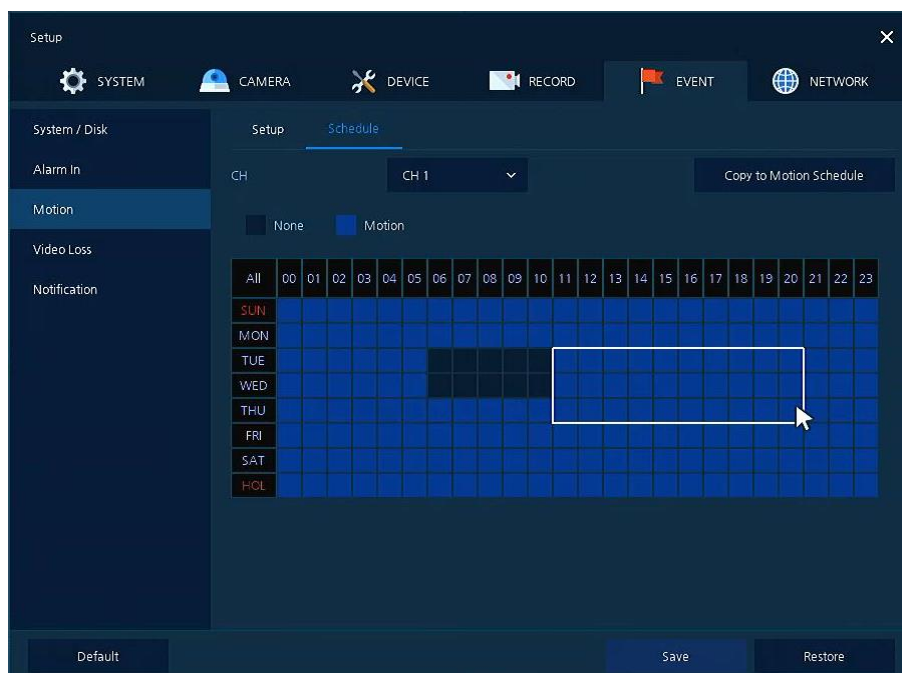 Setup
SYSTEM CAMERA DEVICE RECORD EVENT NETWORK
System / Disk
Alarm In
Motion
Video Loss
Notification
Setup Schedule
CH CH 1 Copy to Motion Schedule
None Motion
All 00 01 02 03 04 05 06 07 08 09 10 11 12 13 14 15 16 17 18 19 20 21 22 23
SUN
MON
TUE
WED
THU
FRI
SAT
HOL
Default Save Restore